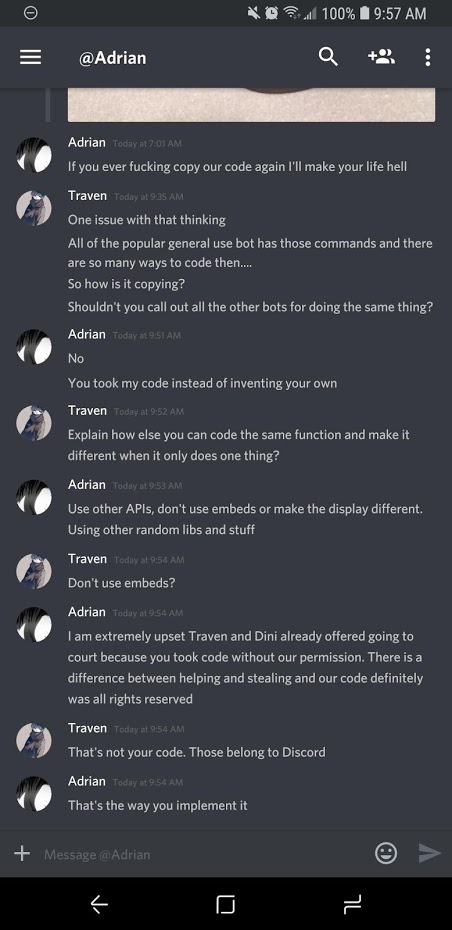 100% 9:57 AM
@Adrian
Adrian Today at 7:01 AM
If you ever fucking copy our code again I'll make your life hell
Traven Today at 9:35 AM
One issue with that thinking
All of the popular general use bot has those commands and there
are so many ways to code then....
So how is it copying?
Shouldn't you call out all the other bots for doing the same thing?
Adrian Today at 9:51 AM
No
You took my code instead of inventing your own
Traven Today at 9:52 AM
Explain how else you can code the same function and make it
different when it only does one thing?
Adrian Today at 9:53 AM
Use other APIs, don't use embeds or make the display different.
Using other random libs and stuff
Traven Today at 9:54 AM
Don't use embeds?
Adrian Today at 9:54 AM
I am extremely upset Traven and Dini already offered going to
court because you took code without our permission. There is a
difference between helping and stealing and our code definitely
was all rights reserved
Traven Today at 9:54 AM
That's not your code. Those belong to Discord
Adrian Today at 9:54 AM
That's the way you implement it
Message @Adrian